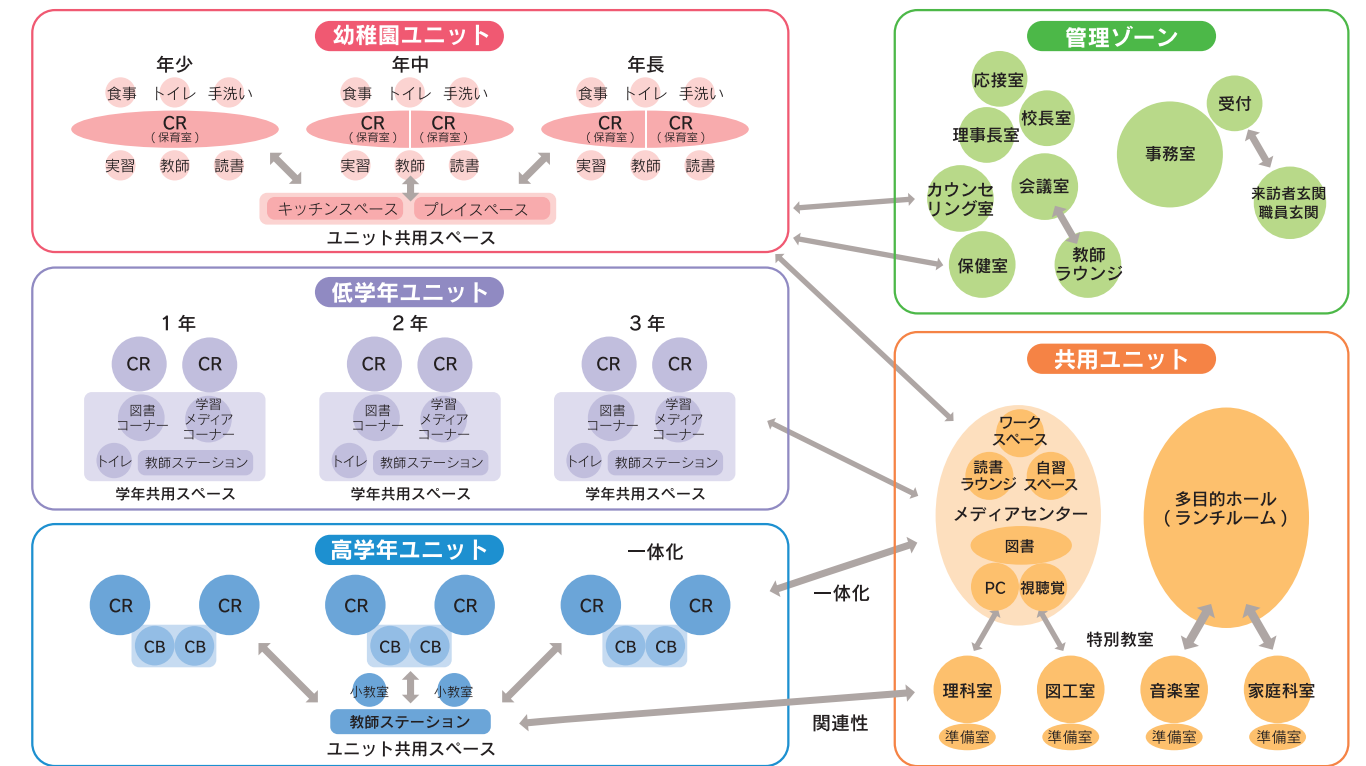 幼稚園ユニット
年少
年中
年長
食事
トイレ
手洗い
食事
トイレ
手洗い
食事
トイレ
手洗い
CR
(保育室)
CR
(保育室)
CR
(保育室)
CR
(保育室)
CR
(保育室)
実習
教師
読書
実習
教師
読書
実習
教師
読書
キッチンスペース
プレイスペース
ユニット共用スペース
低学年ユニット
1 年
2 年
3 年
CR
CR
CR
CR
CR
CR
図書
コーナー
学習
メディア
コーナー
図書
コーナー
学習
メディア
コーナー
図書
コーナー
学習
メディア
コーナー
トイレ
教師ステーション
トイレ
教師ステーション
トイレ
教師ステーション
学年共用スペース
学年共用スペース
学年共用スペース
高学年ユニット
一体化
CR
CR
CR
CR
CR
CR
CB
CB
CB
CB
CB
CB
小教室
小教室
教師ステーション
ユニット共用スペース
一体化
関連性
管理ゾーン
応接室
校長室
理事長室
カウンセ
リング室
会議室
保健室
教師
ラウンジ
事務室
受付
来訪者玄関
職員玄関
共用ユニット
ワーク
スペース
読書
ラウンジ
自習
スペース
メディアセンター
図書
PC
視聴覚
多目的ホール
(ランチルーム)
特別教室
理科室
図工室
音楽室
家庭科室
準備室
準備室
準備室
準備室